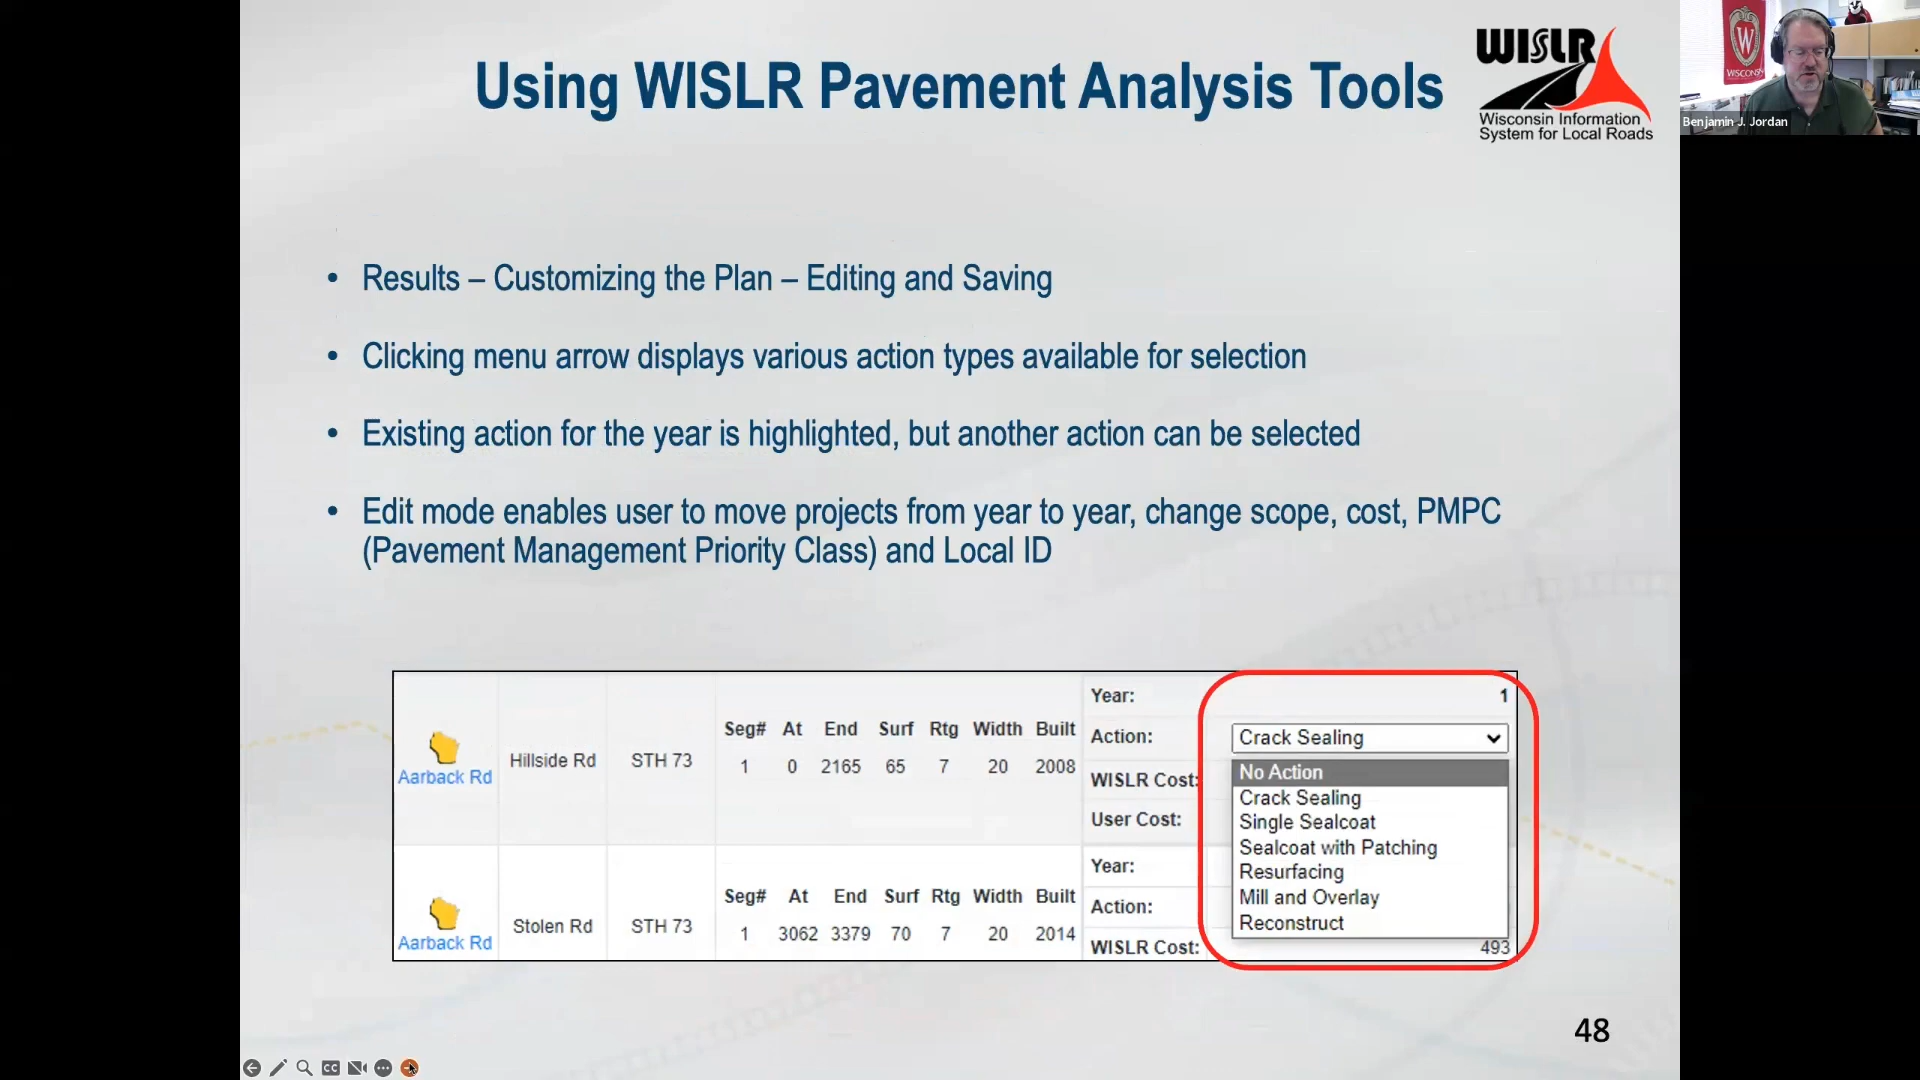 Using WISLR Pavement Analysis Tools
WISLR
Wisconsin Information
System for Local Roads
W
WISCONSIN
Benjamin J. Jordan
• Results – Customizing the Plan – Editing and Saving
• Clicking menu arrow displays various action types available for selection
• Existing action for the year is highlighted, but another action can be selected
• Edit mode enables user to move projects from year to year, change scope, cost, PMPC
(Pavement Management Priority Class) and Local ID
Aarback Rd
Hillside Rd
STH 73
Seg# At End Surf Rtg Width Built
1 0 2165 65 7 20 2008
Year: 1
Action: Crack Sealing
WISLR Cost:
User Cost:
No Action
Crack Sealing
Single Sealcoat
Sealcoat with Patching
Resurfacing
Mill and Overlay
Reconstruct
Aarback Rd
Stolen Rd
STH 73
Seg# At End Surf Rtg Width Built
1 3062 3379 70 7 20 2014
Year:
Action:
WISLR Cost: 493
48
CC